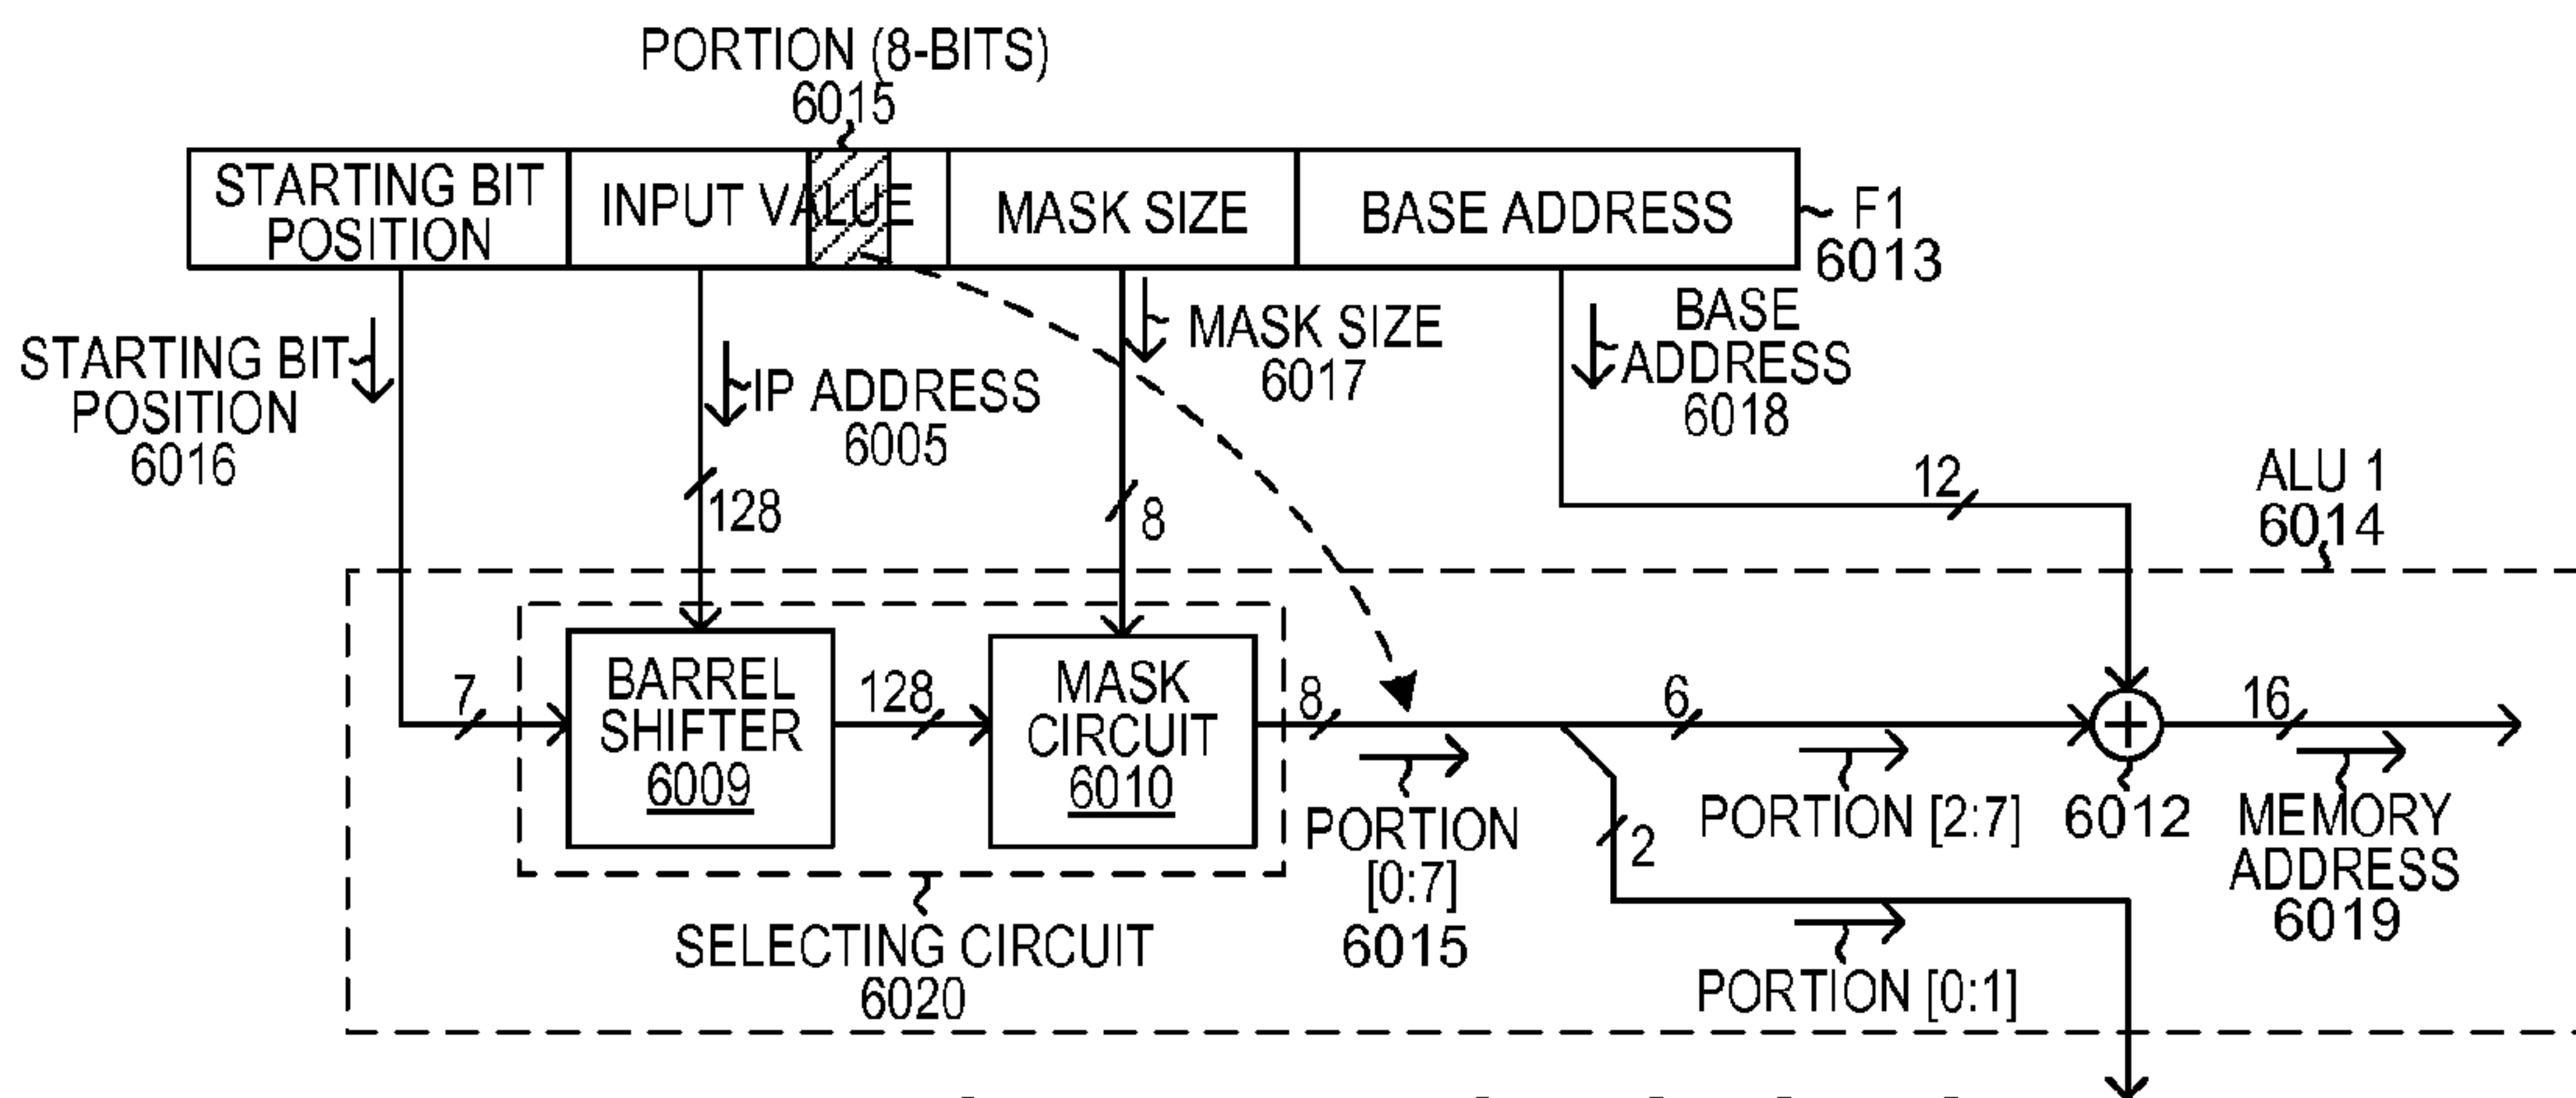 PORTION (8-BITS)
6015
STARTING BIT
POSITION
INPUT VALUE
MASK SIZE
BASE ADDRESS
F1
6013
STARTING BIT
POSITION
6016
IP ADDRESS
6005
MASK SIZE
6017
BASE
ADDRESS
6018
128
8
12
ALU 1
6014
7
BARREL
SHIFTER
6009
128
MASK
CIRCUIT
6010
8
6
16
PORTION
[0:7]
6015
2
PORTION [2:7]
6012
MEMORY
ADDRESS
6019
SELECTING CIRCUIT
6020
PORTION [0:1]